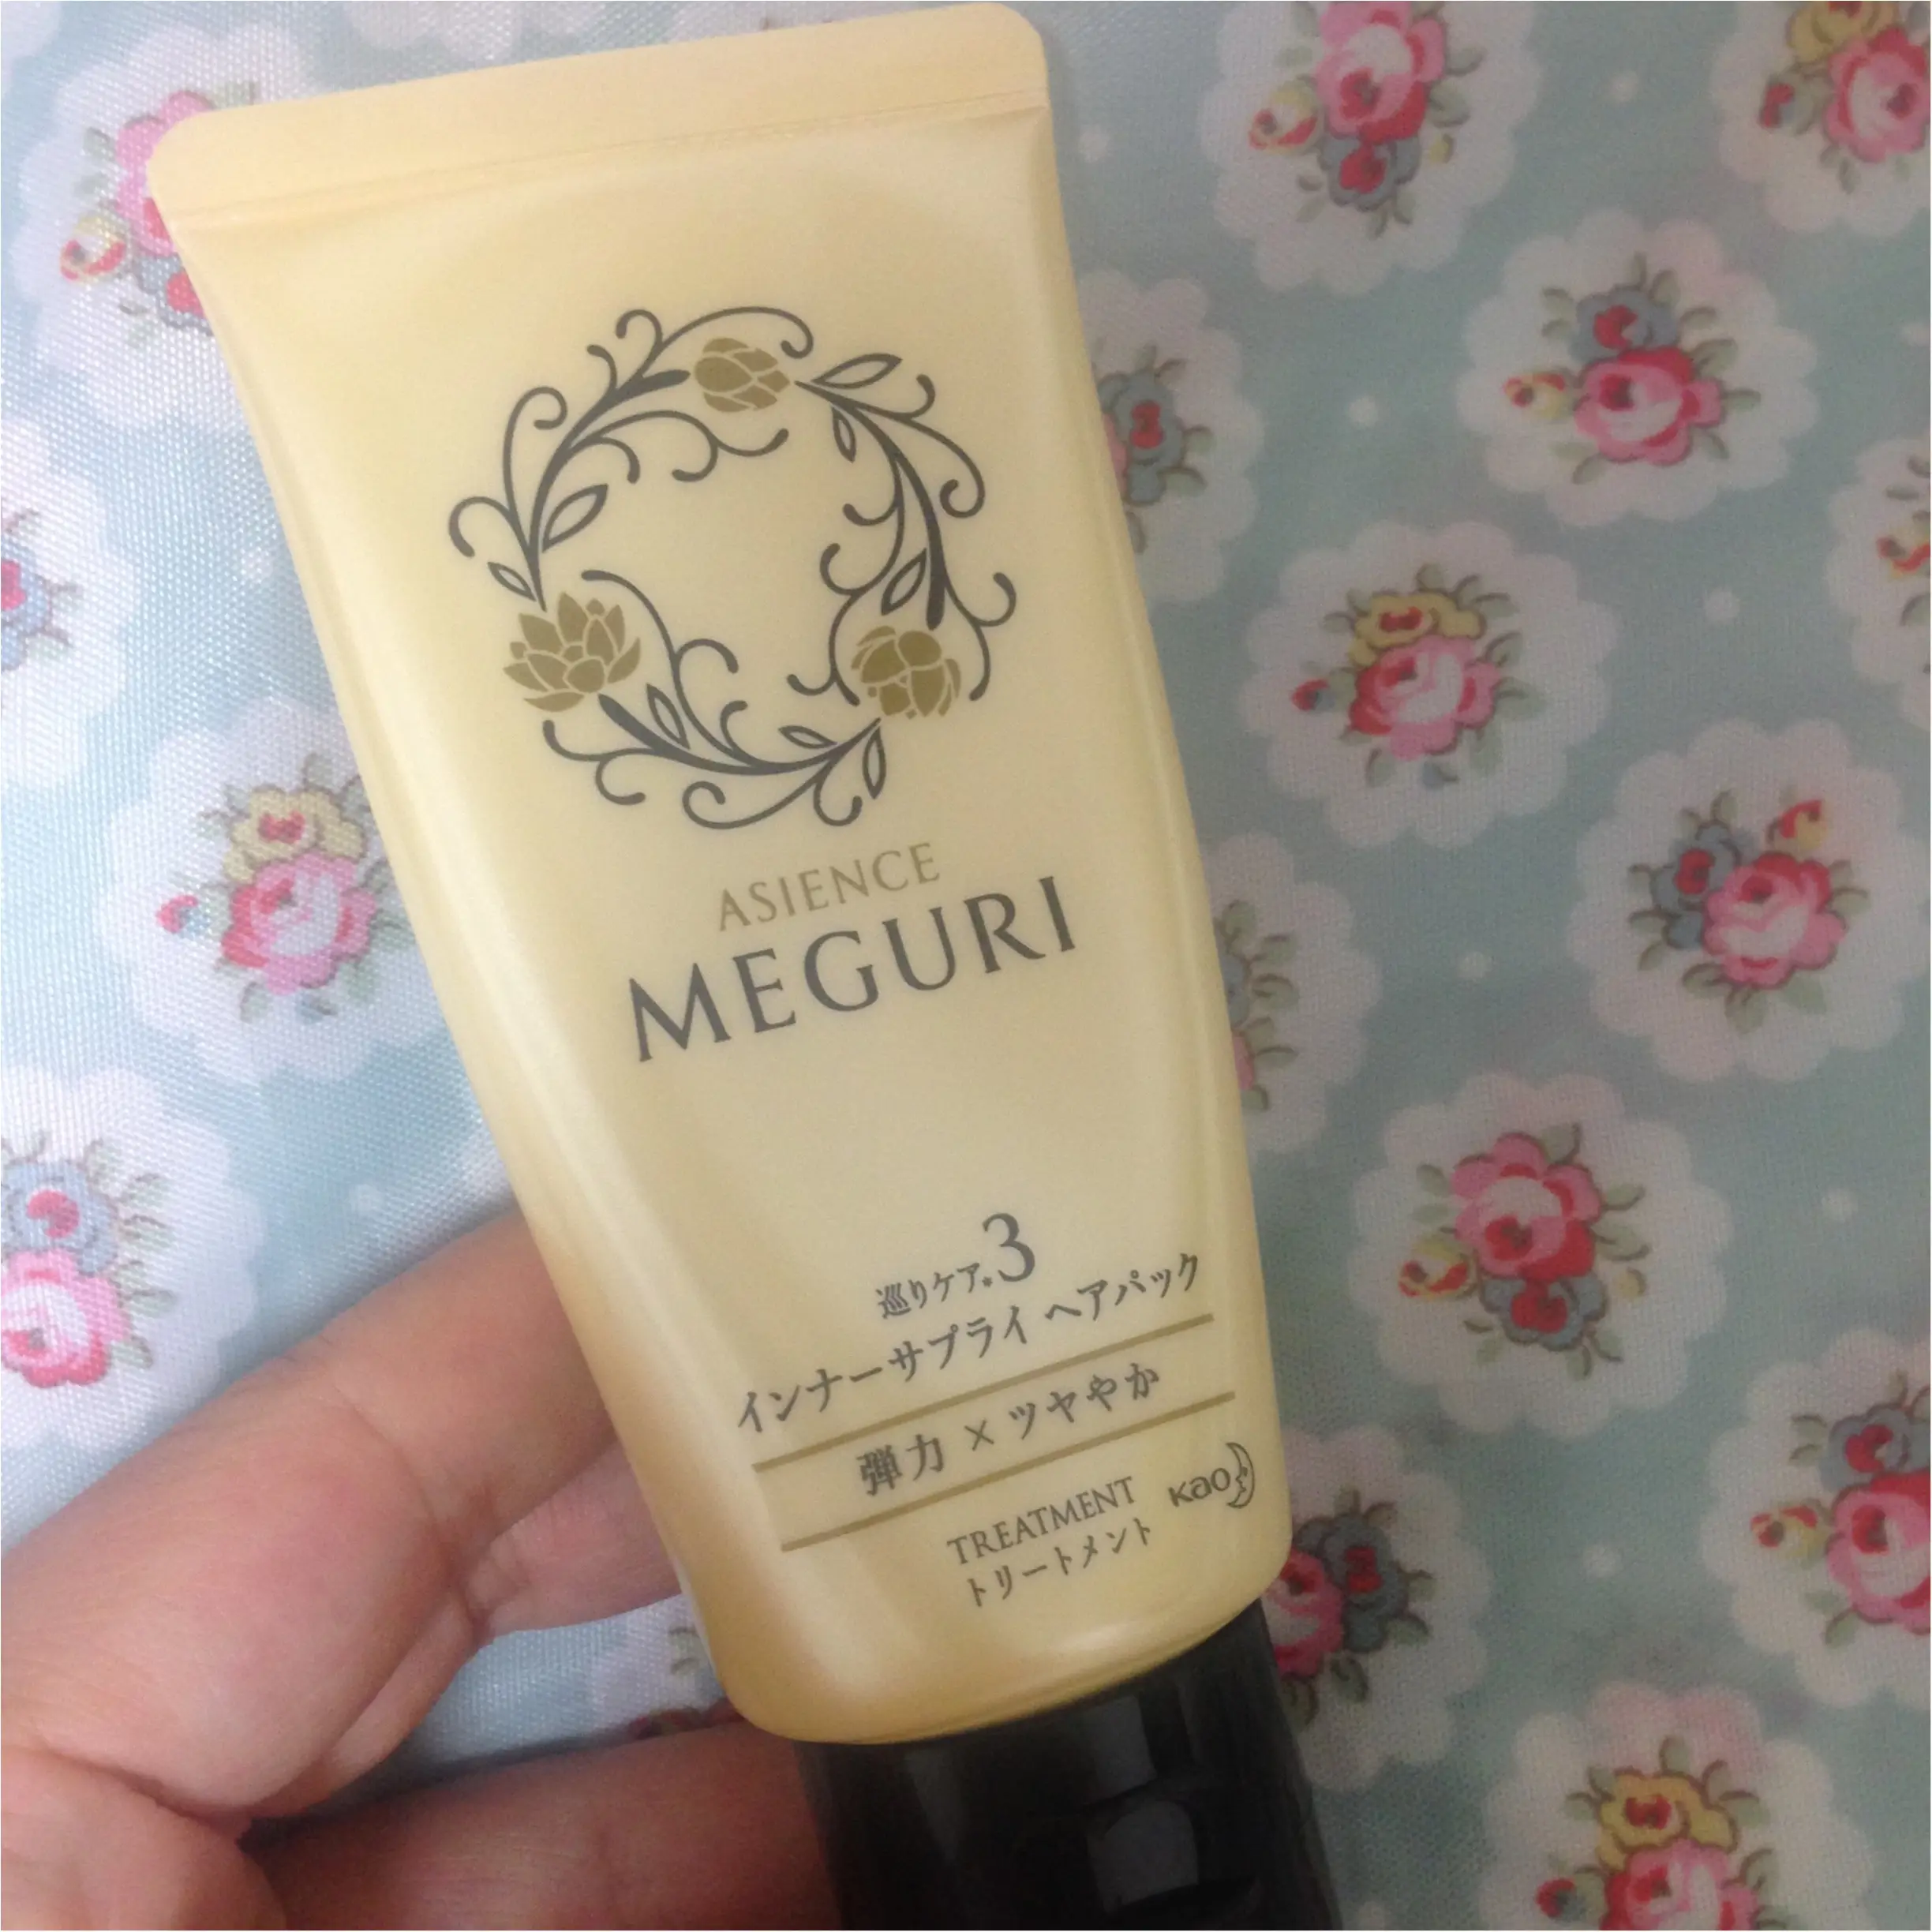 ASIENCE
MEGURI
巡りケア*3
インナーサプライ ヘアパック
弾力 × ツヤやか
TREATMENT
トリートメント
Kao